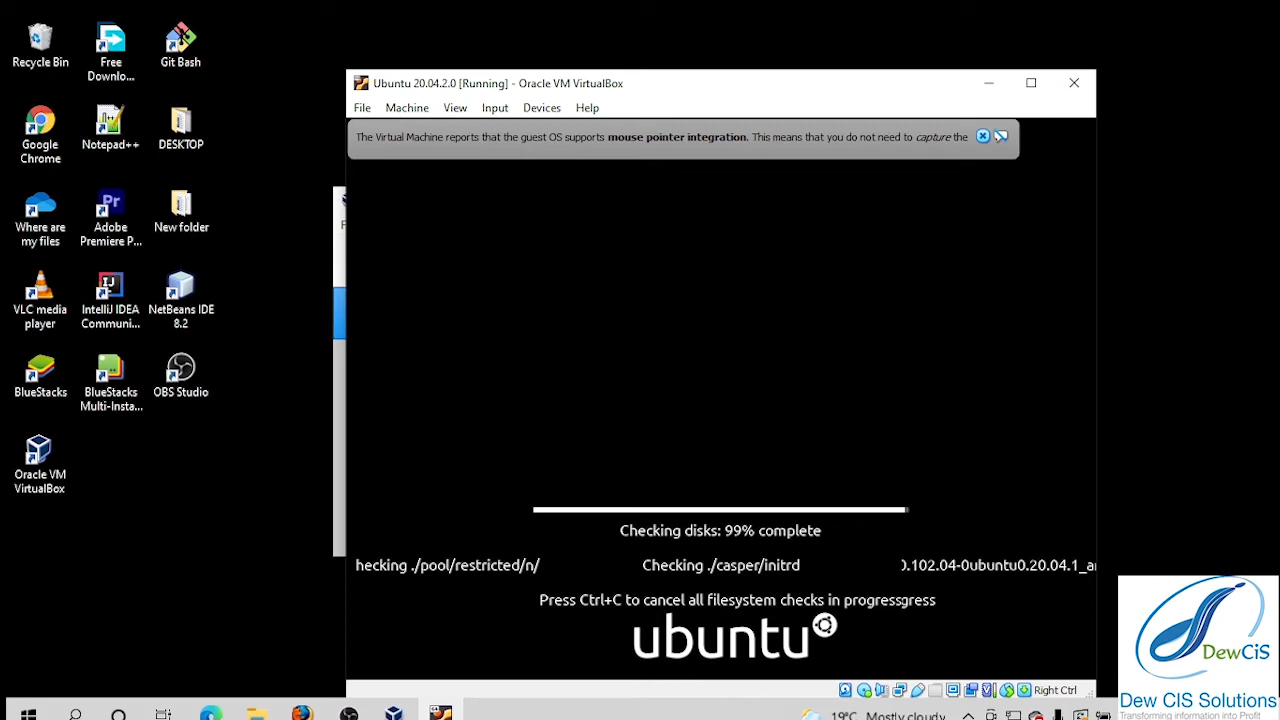 Recycle Bin
Free
Downlo...
Git Bash
Google
Chrome
Notepad++
DESKTOP
Where are
my files
Adobe
Premiere P...
New folder
VLC media
player
IntelliJ IDEA
Communi...
NetBeans IDE
8.2
BlueStacks
BlueStacks
Multi-Insta...
OBS Studio
Oracle VM
VirtualBox
Ubuntu 20.04.2.0 [Running] - Oracle VM VirtualBox
File Machine View Input Devices Help
The Virtual Machine reports that the guest OS supports mouse pointer integration. This means that you do not need to capture the
Checking disks: 99% complete
hecking ./pool/restricted/n/ Checking ./casper/initrd 0.102.04-0ubuntu0.20.04.1_a
Press Ctrl+C to cancel all filesystem checks in progressgress
ubuntu
Right Ctrl
DewCiS
Dew CIS Solutions
Transforming information into Profit
19°C Mostly cloudy